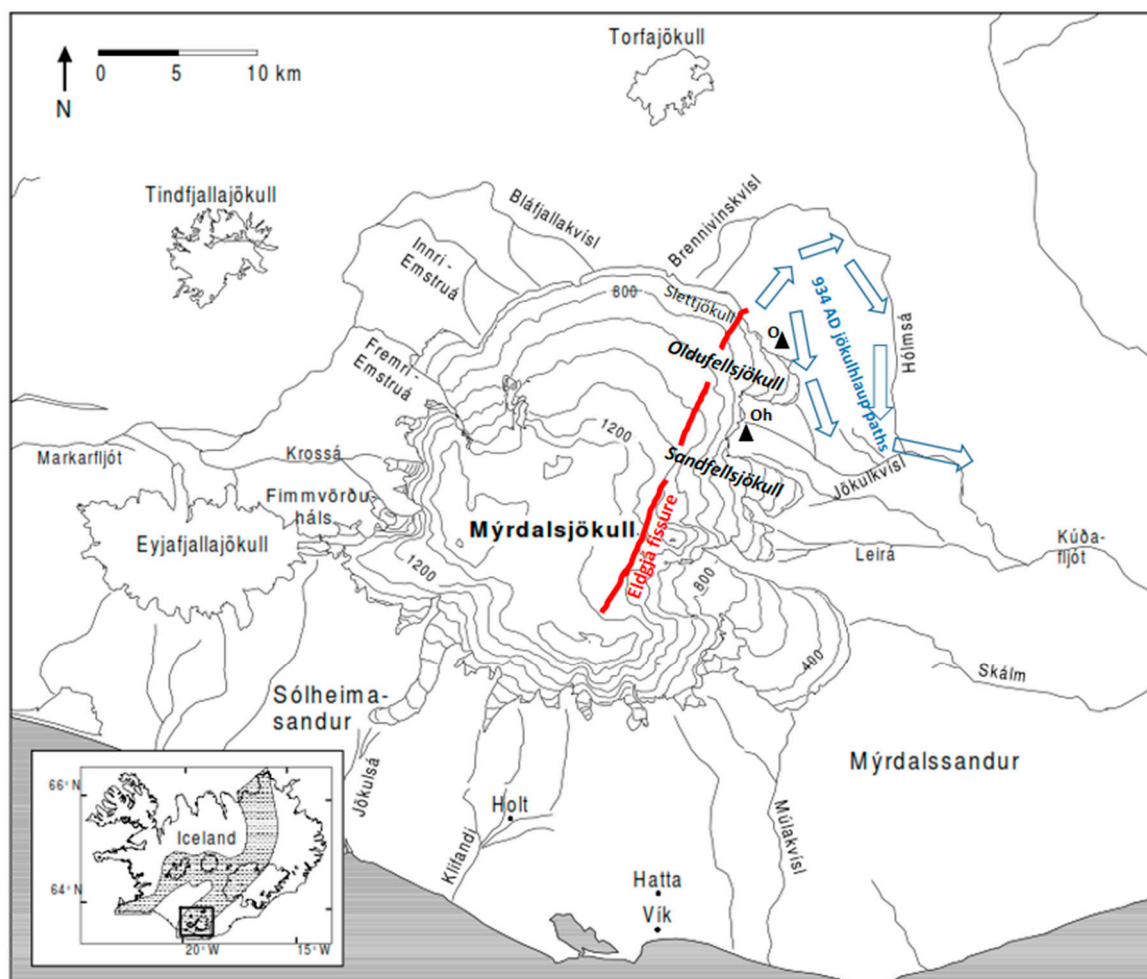 Torfajökull
0 5 10 km
N
Tindfjallajökull
Bláfjallakvísl
Brennivínskvísl
Innri -
Emstruá
Slettjökull
800
O
934 AD jökulhlaup paths
Hólmsá
Fremri -
Emstruá
Oldufellsjökull
Oh
1200
Markarfljót
Krossá
Sandfellsjökull
Jökulkvísl
Fimmvörðu-
háls
Eyjafjallajökull
Mýrdalsjökull
Eldgjá fissure
Leirá
Kúða-
fljót
1200
800
400
Skálm
Sólheima-
sandur
Mýrdalssandur
Jökulsá
Holt
Klifandi
Múlakvísl
Hatta
Vík
66° N
Iceland
64° N
20° W
15° W